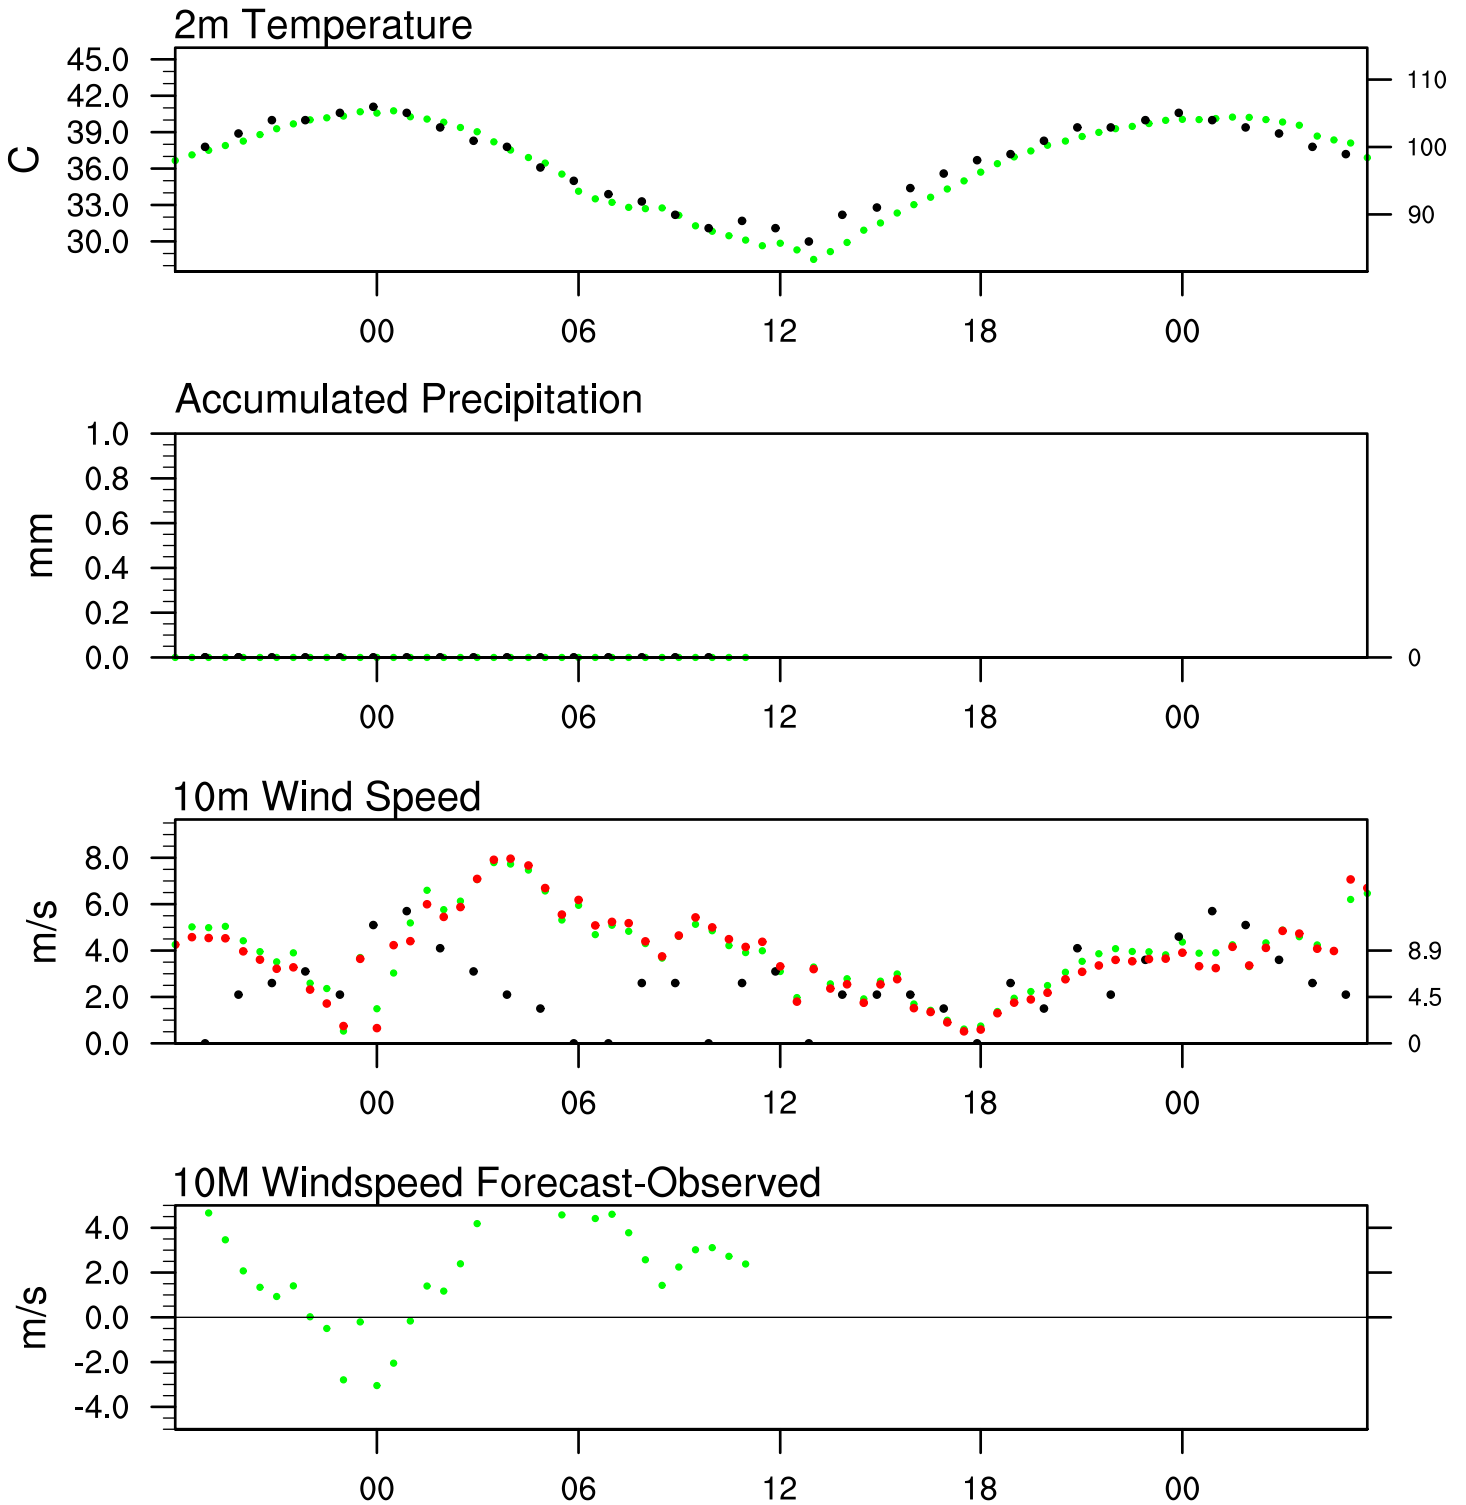 2m Temperature
45.0
42.0
39.0
36.0
33.0
30.0
C
110
100
90
00 06 12 18 00
Accumulated Precipitation
1.0
0.8
0.6
0.4
0.2
0.0
mm
0
00 06 12 18 00
10m Wind Speed
8.0
6.0
4.0
2.0
0.0
m/s
8.9
4.5
0
00 06 12 18 00
10M Windspeed Forecast-Observed
4.0
2.0
0.0
-2.0
-4.0
m/s
00 06 12 18 00